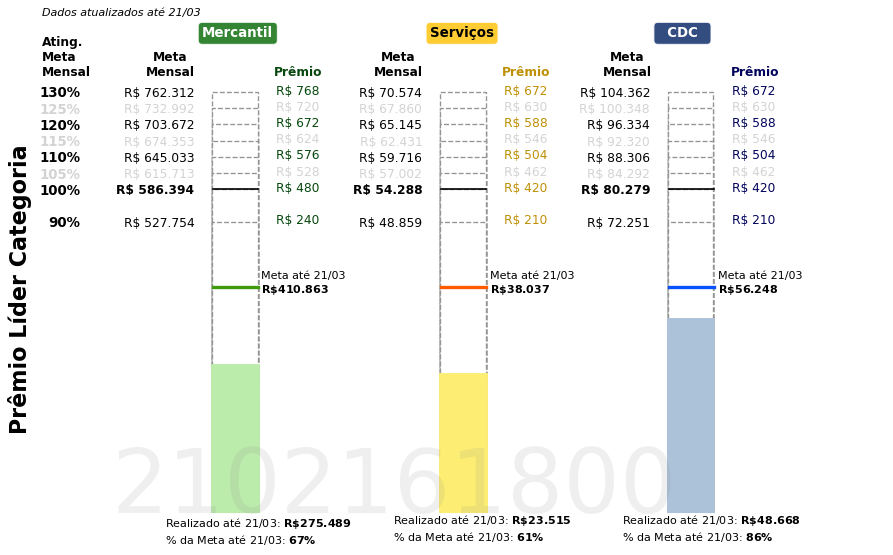 Dados atualizados até 21/03
Mercantil Serviços CDC
Ating. Meta Mensal Meta Mensal Prêmio Meta Mensal Prêmio Meta Mensal Prêmio
130% R$ 762.312 R$ 768 R$ 70.574 R$ 672 R$ 104.362 R$ 672
125% R$ 732.992 R$ 720 R$ 67.860 R$ 630 R$ 100.348 R$ 630
120% R$ 703.672 R$ 672 R$ 65.145 R$ 588 R$ 96.334 R$ 588
115% R$ 674.353 R$ 624 R$ 62.431 R$ 546 R$ 92.320 R$ 546
110% R$ 645.033 R$ 576 R$ 59.716 R$ 504 R$ 88.306 R$ 504
105% R$ 615.713 R$ 528 R$ 57.002 R$ 462 R$ 84.292 R$ 462
100% R$ 586.394 R$ 480 R$ 54.288 R$ 420 R$ 80.279 R$ 420
90% R$ 527.754 R$ 240 R$ 48.859 R$ 210 R$ 72.251 R$ 210
Prêmio Líder Categoria
Meta até 21/03 Meta até 21/03 Meta até 21/03
R$410.863 R$38.037 R$56.248
2102161800
Realizado até 21/03: R$275.489 Realizado até 21/03: R$23.515 Realizado até 21/03: R$48.668
% da Meta até 21/03: 67% % da Meta até 21/03: 61% % da Meta até 21/03: 86%